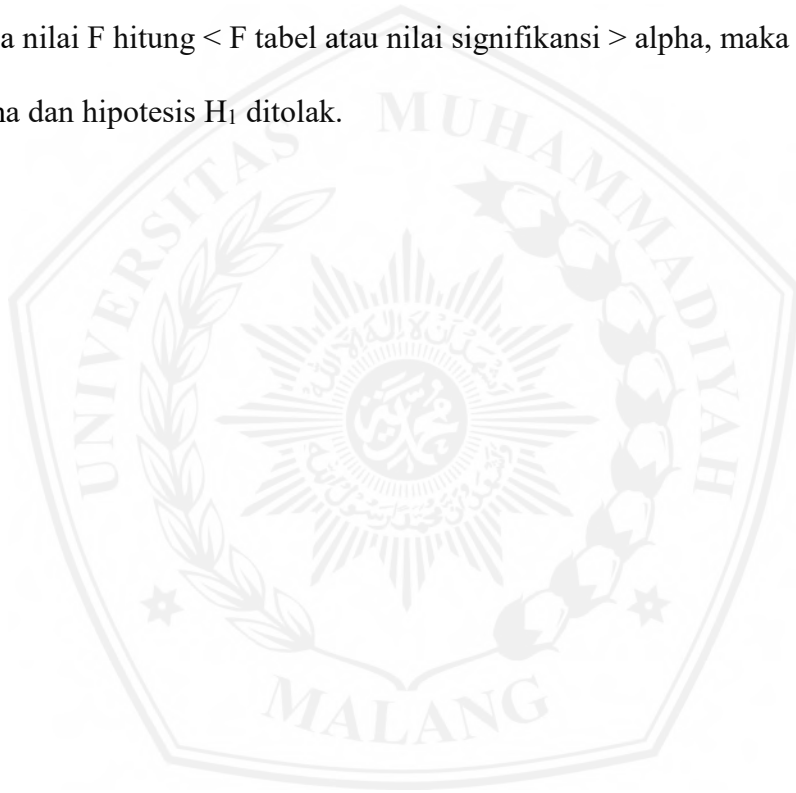 a nilai F hitung < F tabel atau nilai signifikansi > alpha, maka
na dan hipotesis H₁ ditolak.
UNIVERSITAS MUHAMMADIYAH
MALANG